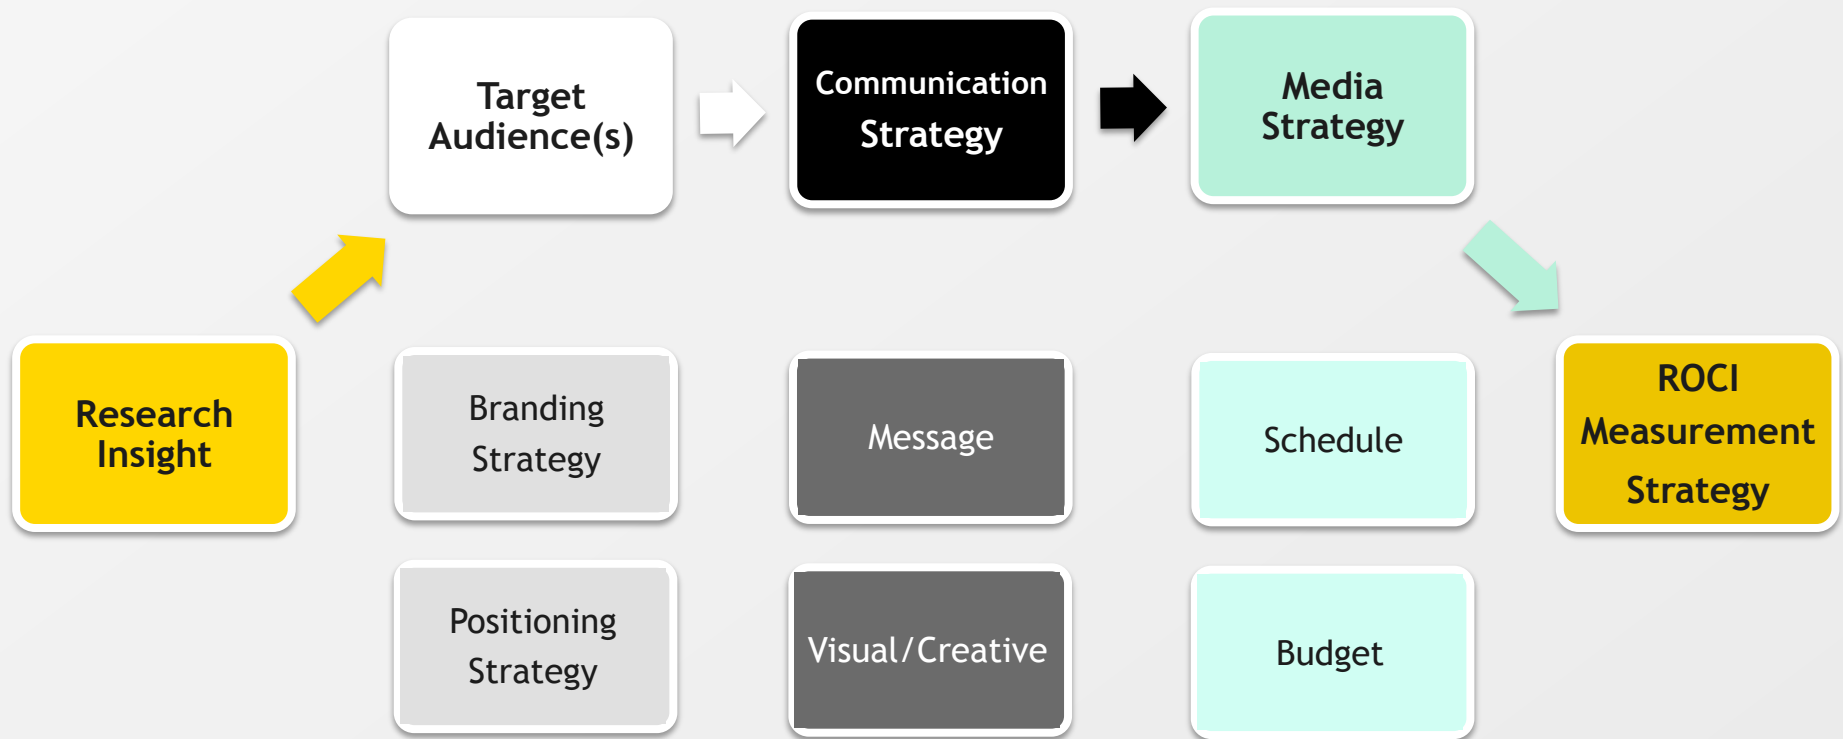 Target
Audience(s)
Communication
Strategy
Media
Strategy
Research
Insight
Branding
Strategy
Message
Schedule
ROCI
Measurement
Strategy
Positioning
Strategy
Visual/Creative
Budget